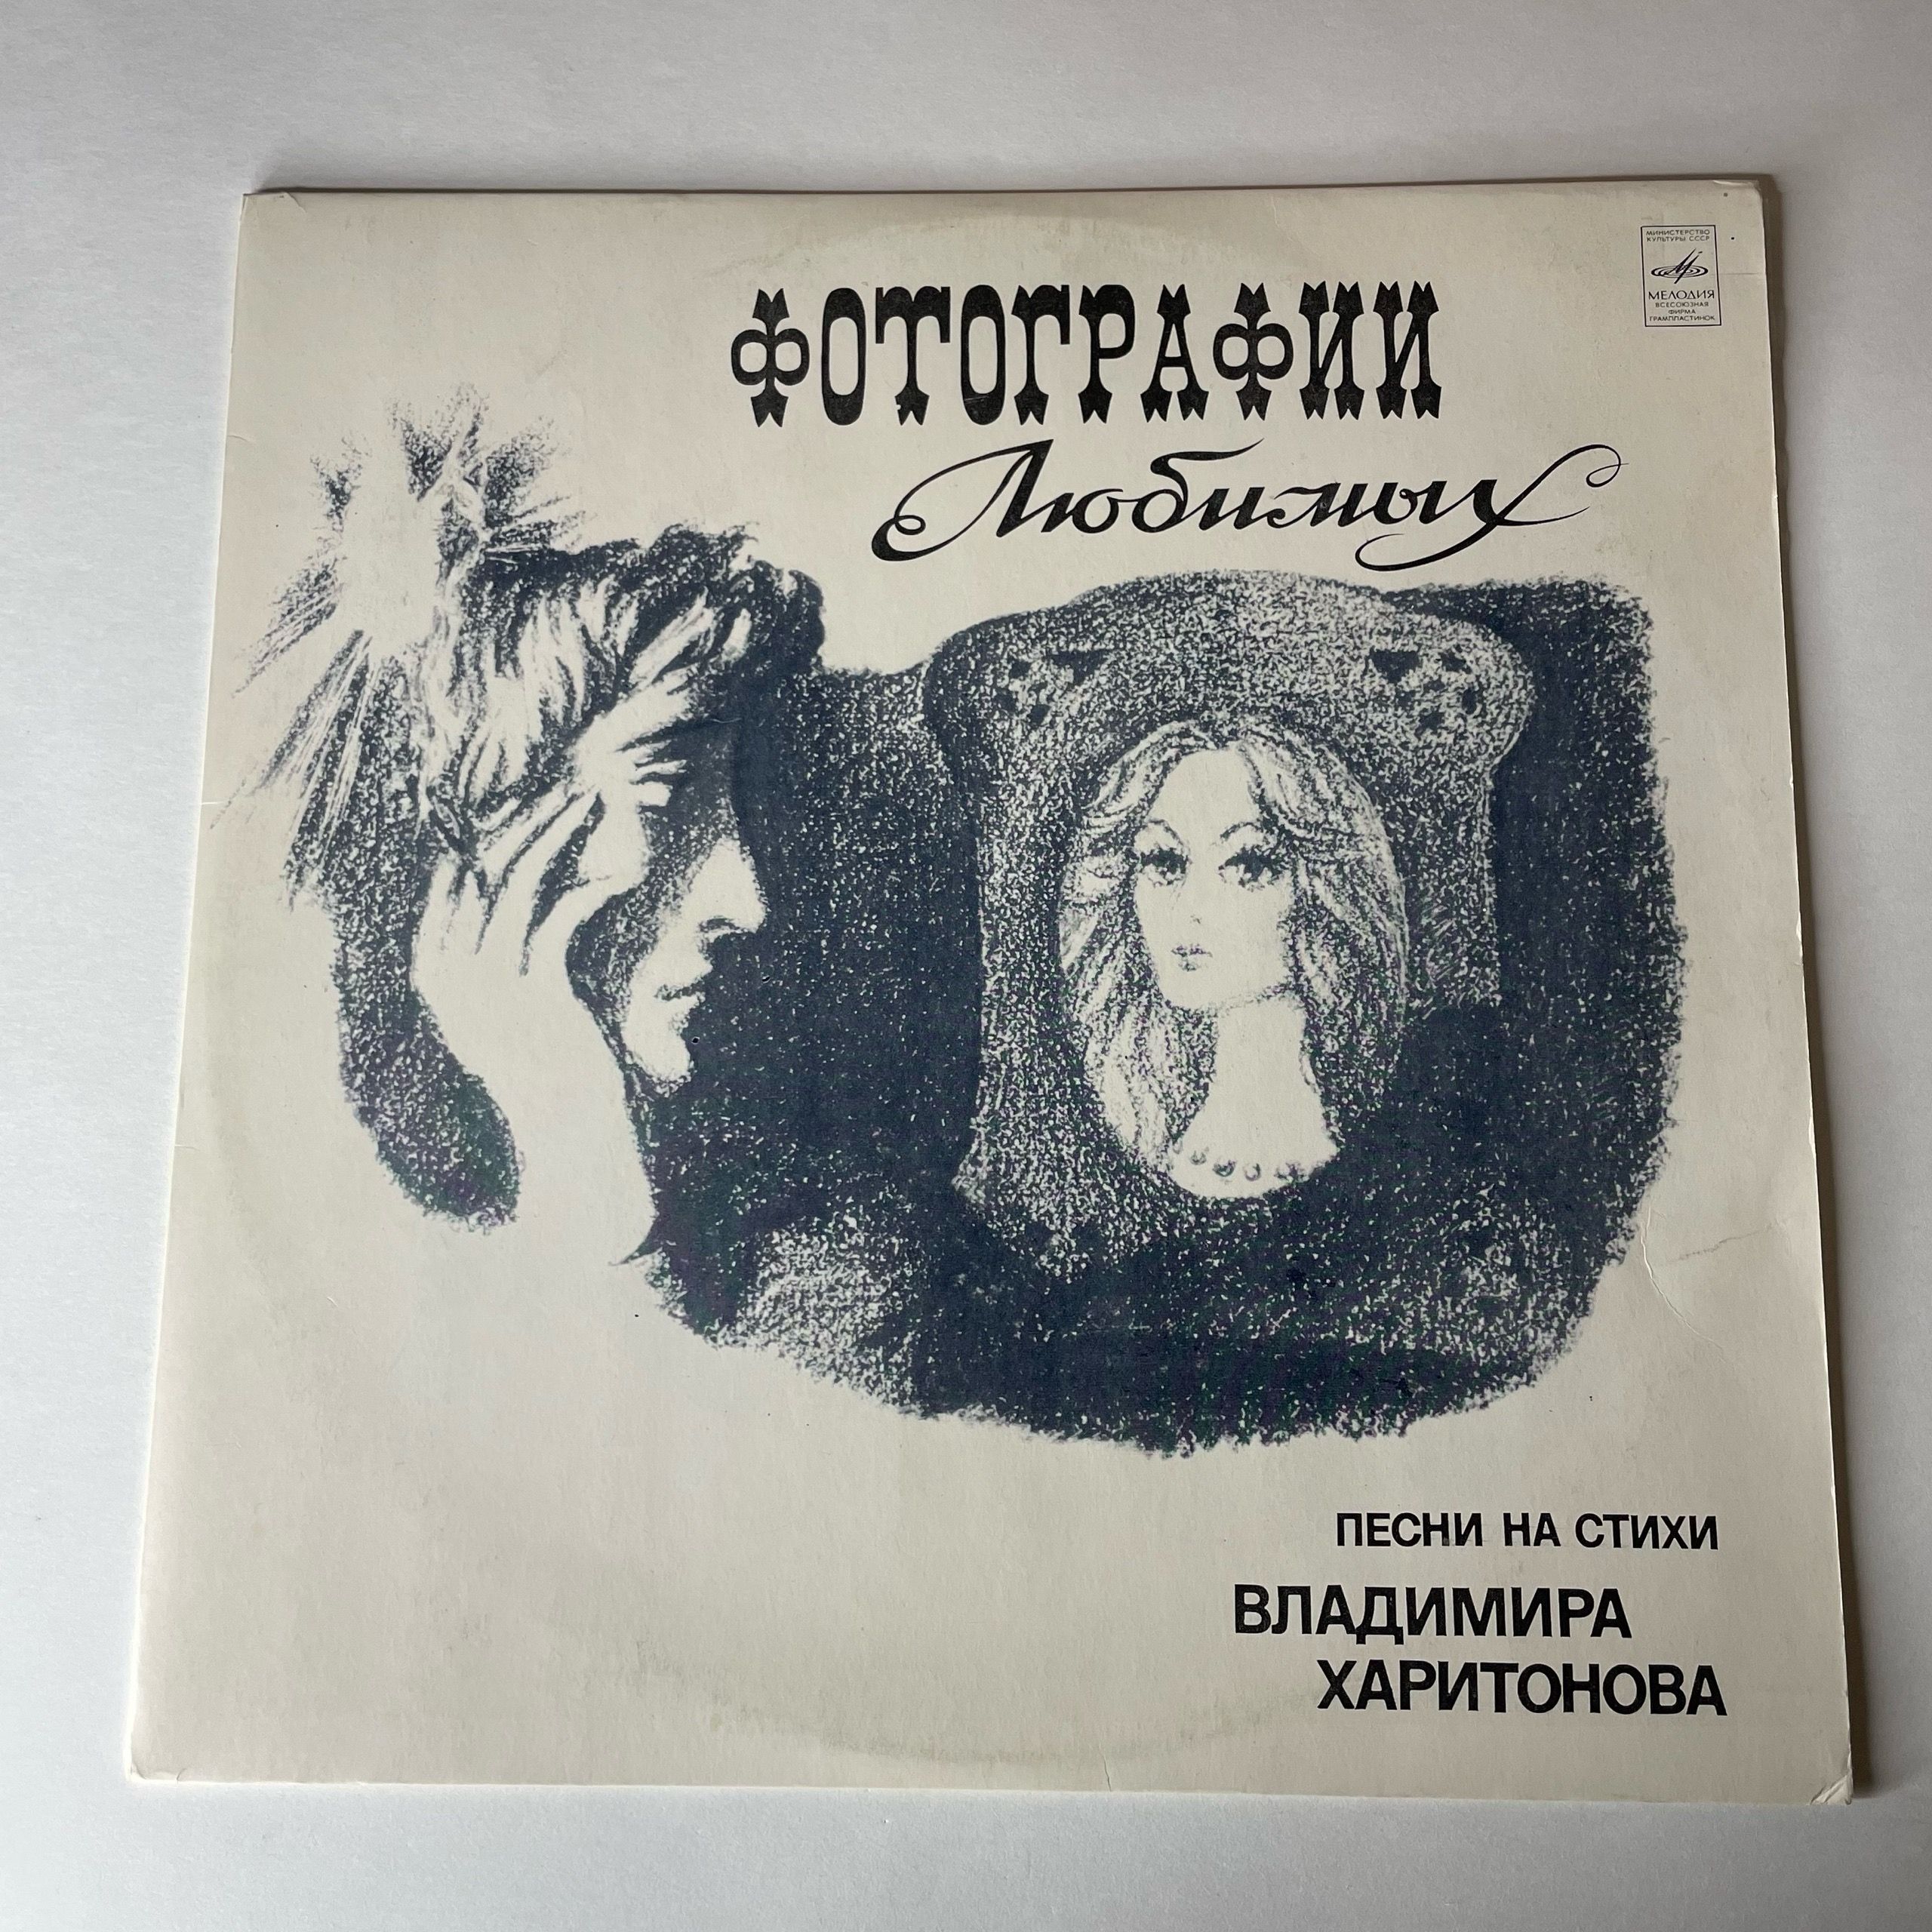 МИНИСТЕРСТВО
КУЛЬТУРЫ СССР
МЕЛОДИЯ
ВСЕСОЮЗНАЯ
ФИРМА
ГРАМПЛАСТИНОК
ФОТОГРАФИИ
Любимых
ПЕСНИ НА СТИХИ
ВЛАДИМИРА
ХАРИТОНОВА